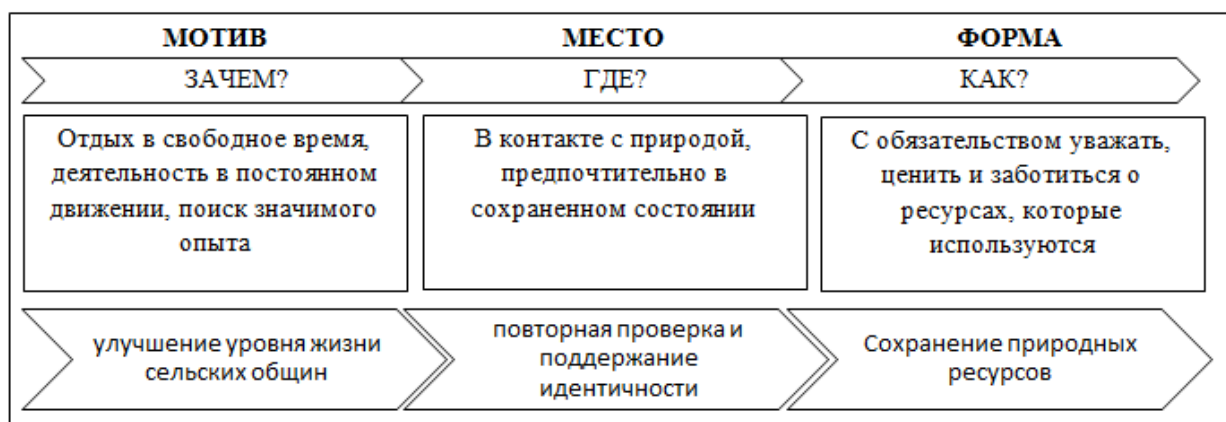 МОТИВ
МЕСТО
ФОРМА
ЗАЧЕМ?
ГДЕ?
КАК?
Отдых в свободное время,
деятельность в постоянном
движении, поиск значимого
опыта
В контакте с природой,
предпочтительно в
сохраненном состоянии
С обязательством уважать,
ценить и заботиться о
ресурсах, которые
используются
улучшение уровня жизни
сельских общин
повторная проверка и
поддержание
идентичности
Сохранение природных
ресурсов